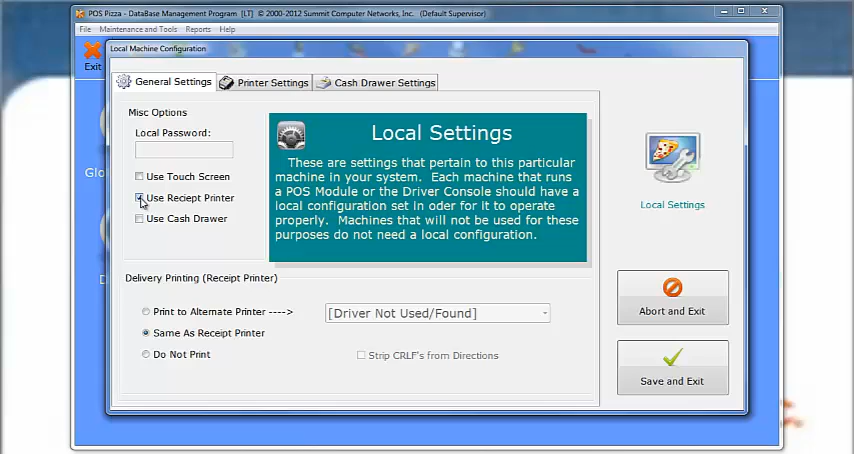 POS Pizza - DataBase Management Program [LT] © 2000-2012 Summit Computer Networks, Inc. (Default Supervisor)
File Maintenance and Tools Reports Help
Exit
Local Machine Configuration
General Settings Printer Settings Cash Drawer Settings
Misc Options
Local Password:
Use Touch Screen
Use Reciept Printer
Use Cash Drawer
Local Settings
These are settings that pertain to this particular
machine in your system. Each machine that runs
a POS Module or the Driver Console should have a
local configuration set in oder for it to operate
properly. Machines that will not be used for these
purposes do not need a local configuration.
Delivery Printing (Receipt Printer)
Print to Alternate Printer ---->
[Driver Not Used/Found]
Same As Receipt Printer
Do Not Print
Strip CRLF's from Directions
Local Settings
Abort and Exit
Save and Exit
Glo
D